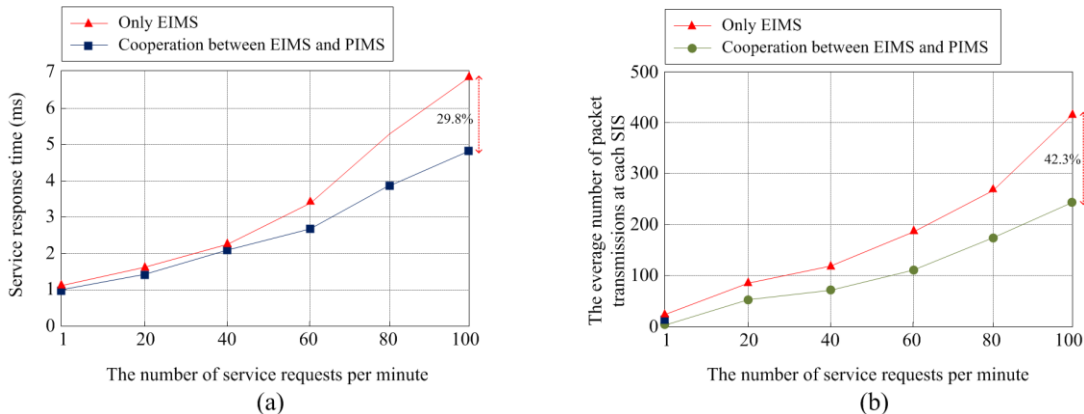 Only EIMS
Cooperation between EIMS and PIMS
7
6
5
4
3
2
1
0
29.8%
Service response time (ms)
1 20 40 60 80 100
The number of service requests per minute
(a)
Only EIMS
Cooperation between EIMS and PIMS
500
400
300
200
100
0
42.3%
The everage number of packet
transmissions at each SIS
1 20 40 60 80 100
The number of service requests per minute
(b)